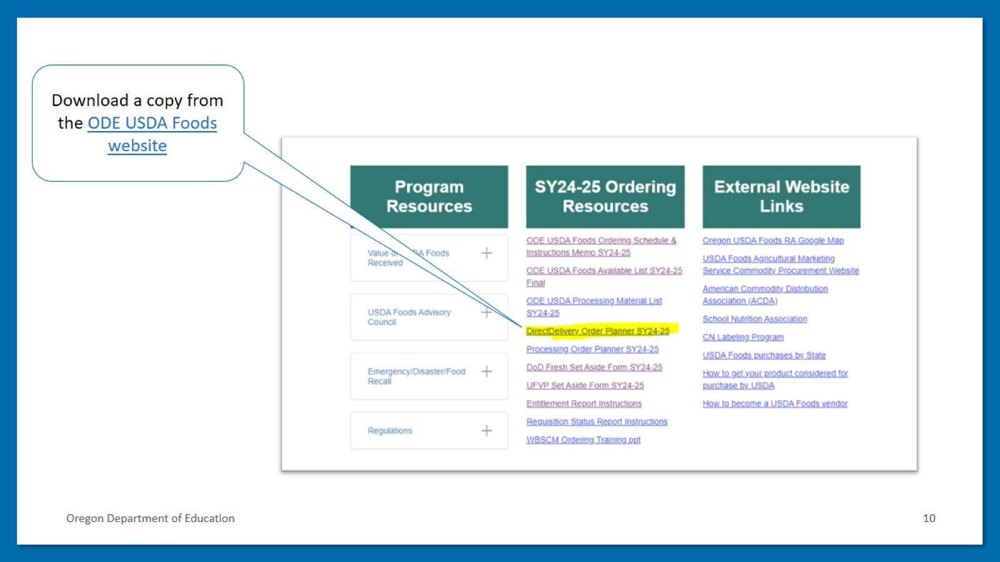 Download a copy from
the ODE USDA Foods
website
Program
Resources
Value DA Foods
Received
USDA Foods Advisory
Council
Emergency/Disaster/Food
Recall
Regulations
SY24-25 Ordering
Resources
ODE USDA Foods Ordering Schedule &
Instructions Memo SY24-25
ODE USDA Foods Available List SY24-25
Final
ODE USDA Processing Material List
SY24-25
DirectDelivery Order Planner SY24-25
Processing Order Planner SY24-25
DoD Fresh Set Aside Form SY24-25
UFVP Set Aside Form SY24-25
Entitlement Report Instructions
Requisition Status Report Instructions
WBSCM Ordering Training ppt
External Website
Links
Oregon USDA Foods RA Google Map
USDA Foods Agricultural Marketing
Service Commodity Procurement Website
American Commodity Distribution
Association (ACDA)
School Nutrition Association
CN Labeling Program
USDA Foods purchases by State
How to get your product considered for
purchase by USDA
How to become a USDA Foods vendor
Oregon Department of Education
10